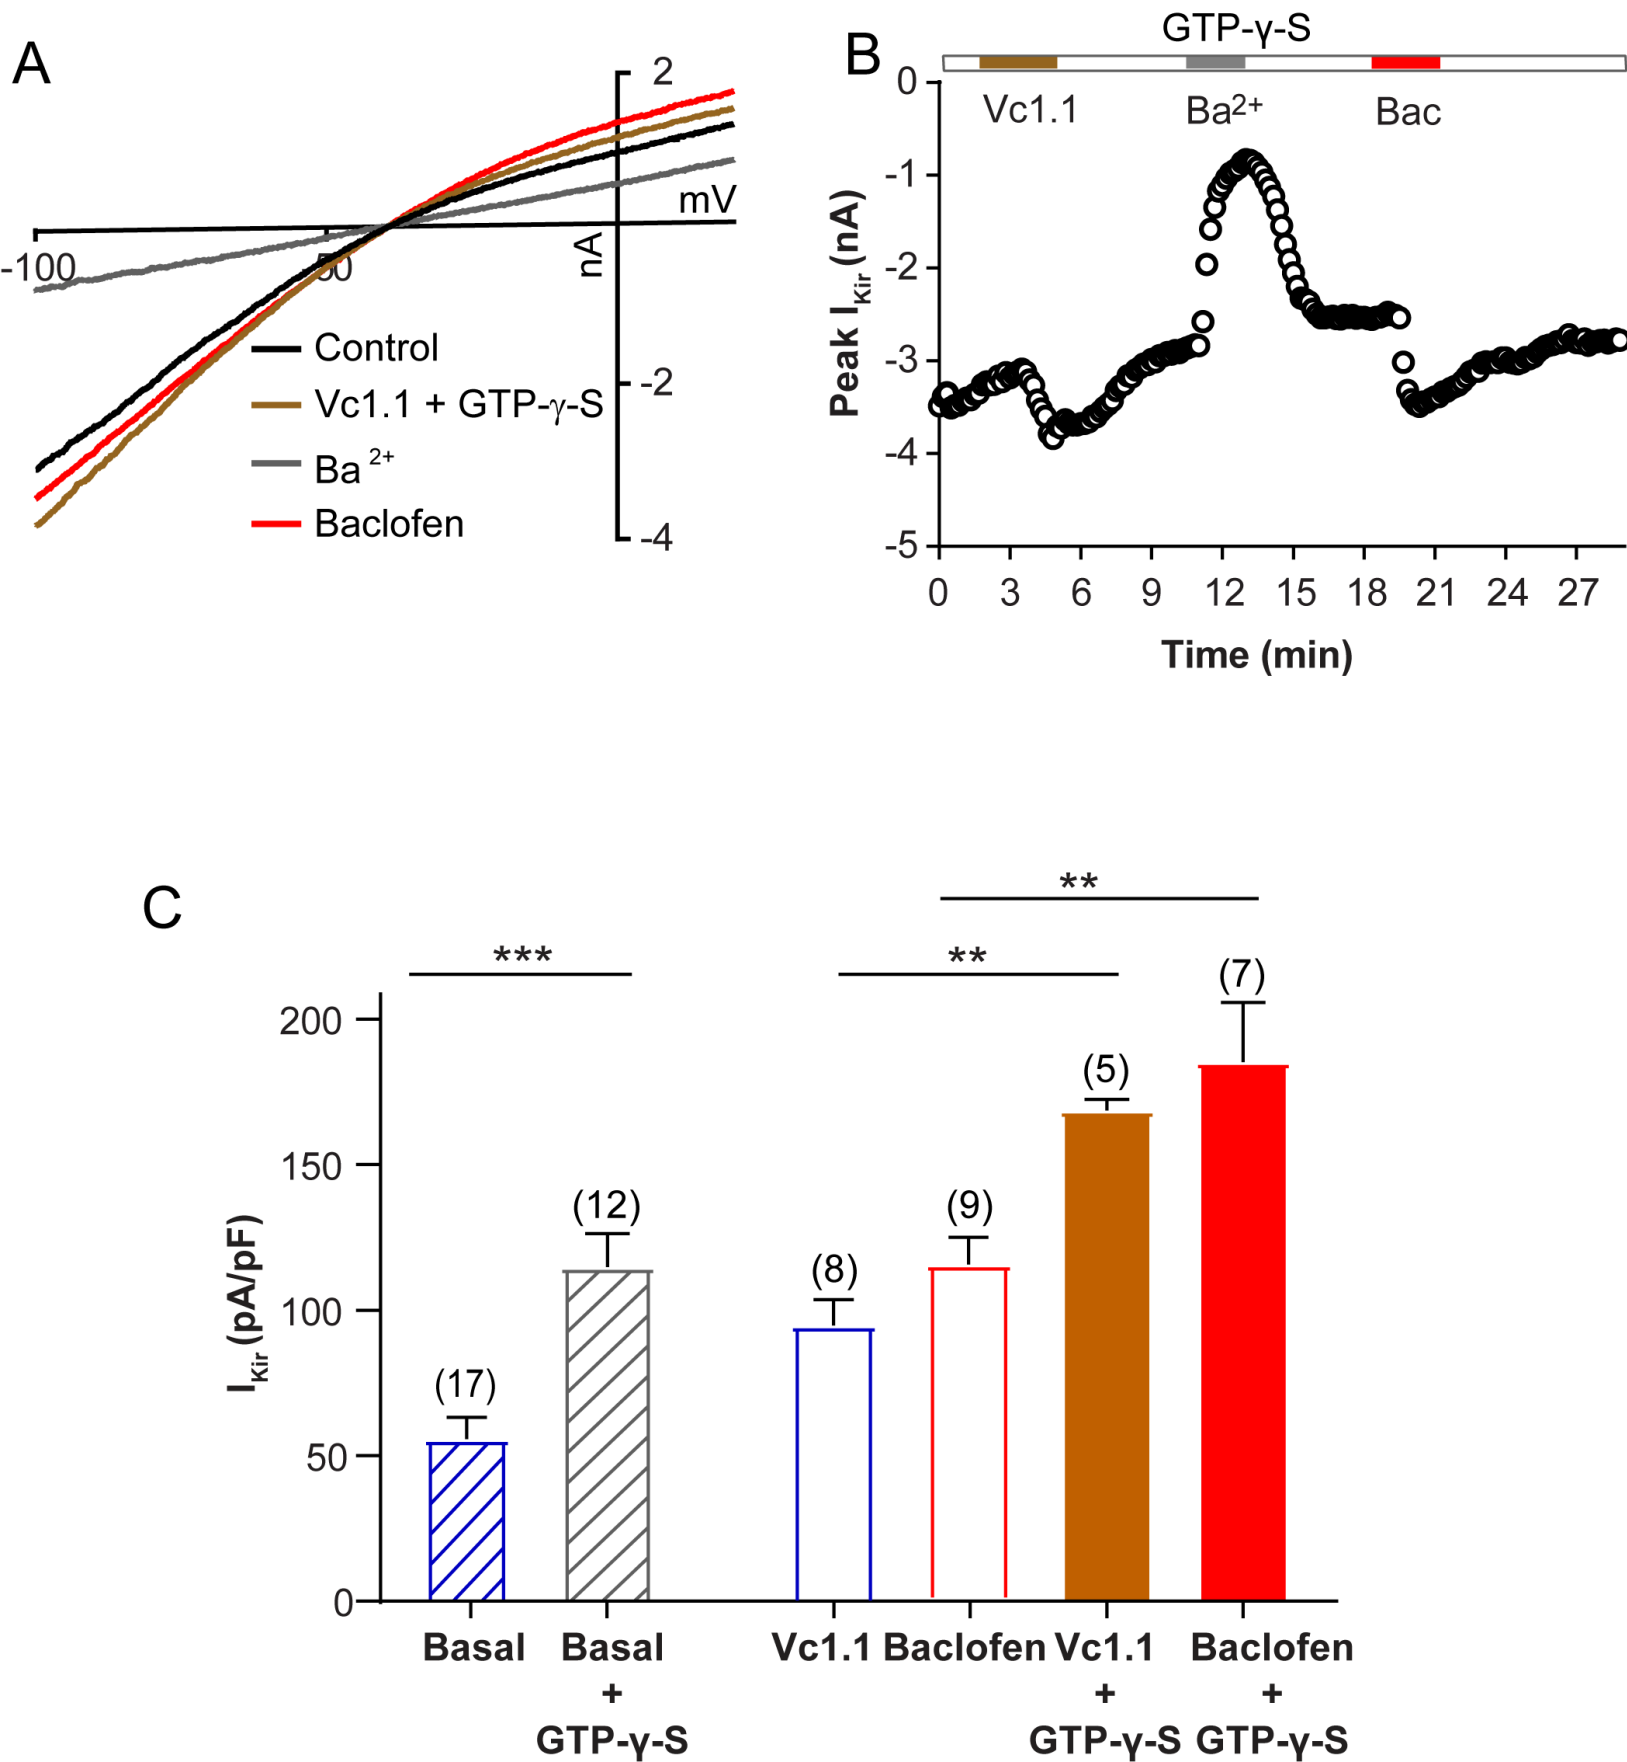 A
2
mV
-100
-50
nA
Control
Vc1.1 + GTP-γ-S
Ba 2+
Baclofen
-2
-4
B
GTP-γ-S
Vc1.1
Ba2+
Bac
Peak IKir (nA)
0
-1
-2
-3
-4
-5
0 3 6 9 12 15 18 21 24 27
Time (min)
C
***
**
**
IKir (pA/pF)
200
150
100
50
0
(17)
(12)
(8)
(9)
(5)
(7)
Basal
Basal
+
GTP-γ-S
Vc1.1
Baclofen
Vc1.1
+
GTP-γ-S
Baclofen
+
GTP-γ-S